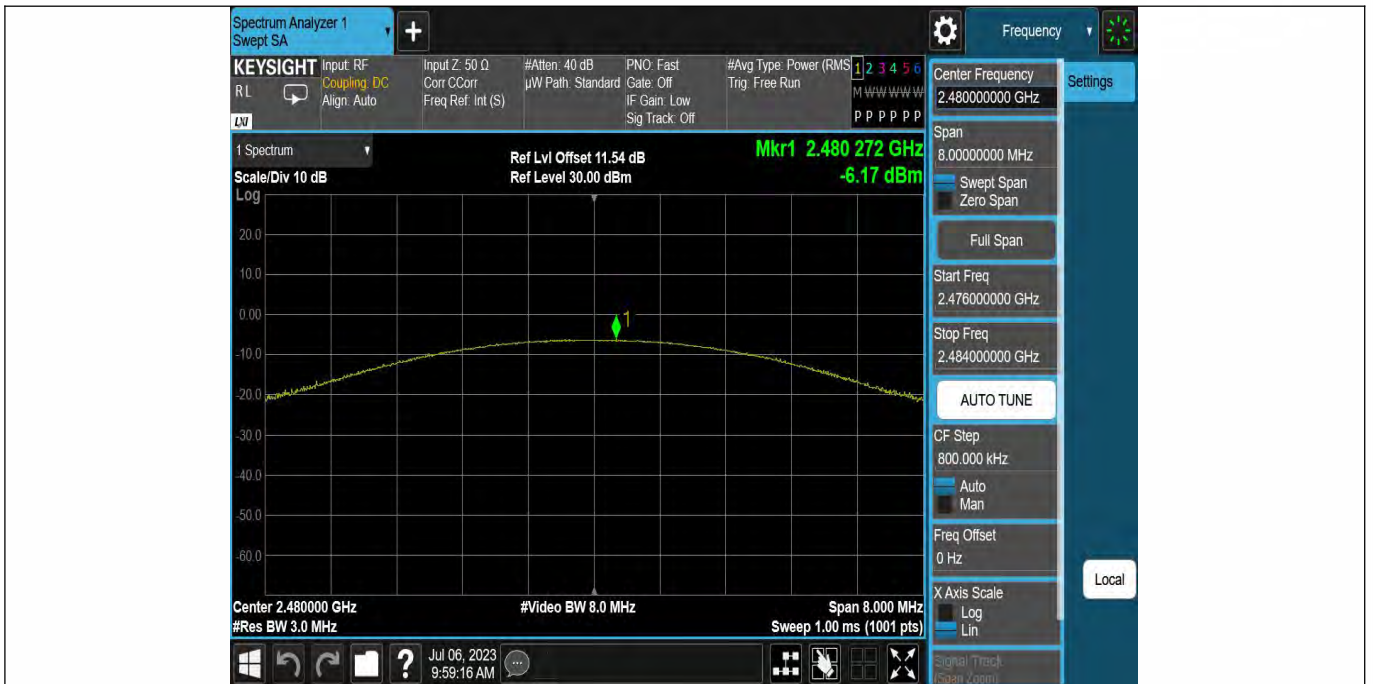 Spectrum Analyzer 1
Swept SA
+
Frequency
KEYSIGHT
RL
LXI
Input: RF
Coupling: DC
Align: Auto
Input Z: 50 Ω
Corr CCorr
Freq Ref: Int (S)
#Atten: 40 dB
µW Path: Standard
PNO: Fast
Gate: Off
IF Gain: Low
Sig Track: Off
#Avg Type: Power (RMS
Trig: Free Run
1 2 3 4 5 6
M W W W W W
P P P P P P
Center Frequency
2.480000000 GHz
Settings
Span
8.00000000 MHz
Swept Span
Zero Span
Full Span
Start Freq
2.476000000 GHz
Stop Freq
2.484000000 GHz
AUTO TUNE
CF Step
800.000 kHz
Auto
Man
Freq Offset
0 Hz
X Axis Scale
Log
Lin
Signal Track
(Span Zoom)
Local
1 Spectrum
Scale/Div 10 dB
Log
Ref Lvl Offset 11.54 dB
Ref Level 30.00 dBm
Mkr1 2.480 272 GHz
-6.17 dBm
20.0
10.0
0.00
1
-10.0
-20.0
-30.0
-40.0
-50.0
-60.0
Center 2.480000 GHz
#Res BW 3.0 MHz
#Video BW 8.0 MHz
Span 8.000 MHz
Sweep 1.00 ms (1001 pts)
?
Jul 06, 2023
9:59:16 AM